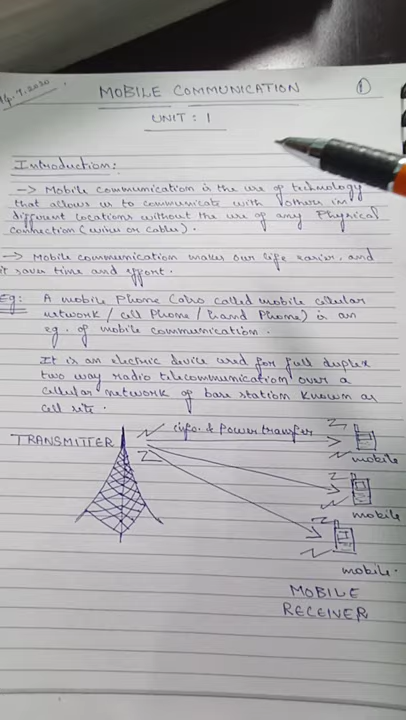 14.9.2020
MOBILE COMMUNICATION
1
UNIT : 1
Introduction:
-> Mobile communication is the use of technology
that allows us to communicate with others in
different locations without the use of any Physical
connection (wires or cables).
-> Mobile communication makes our life easier, and
it saves time and effort.
Eg: A mobile Phone (also called mobile cellular
network / cell Phone / hand Phone) is an
eg. of mobile communication.
It is an electric device used for full duplex
two way radio telecommunication over a
cellular network of base station known as
cell site.
info. & Power transfer
TRANSMITTER
mobile
mobile
mobile.
MOBILE
RECEIVER